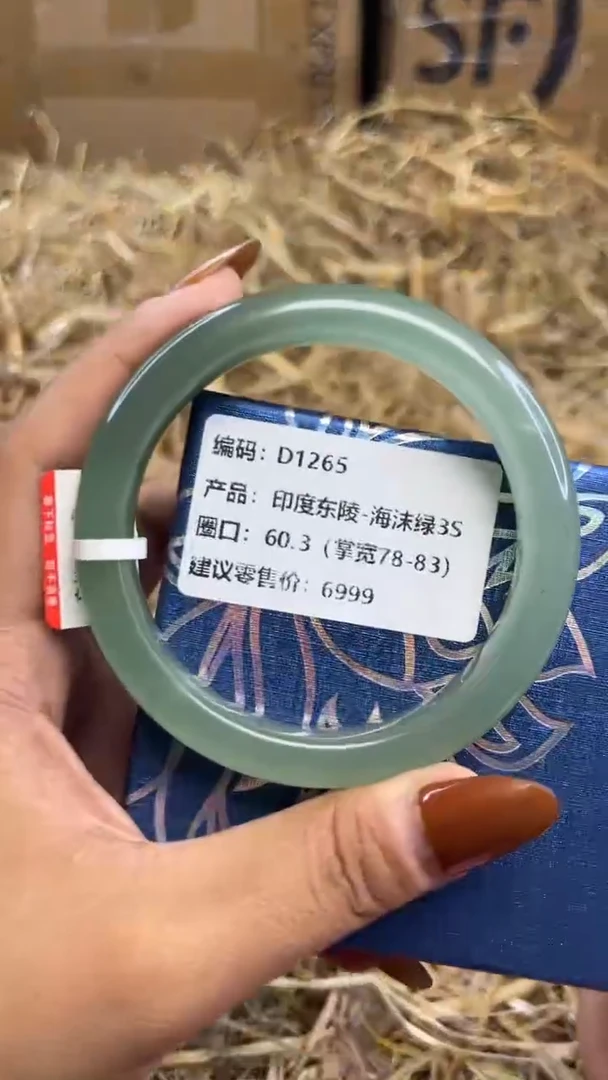 SF
编码：D1265
产品：印度东陵-海沫绿3S
圈口：60.3（掌宽78-83）
建议零售价：6999